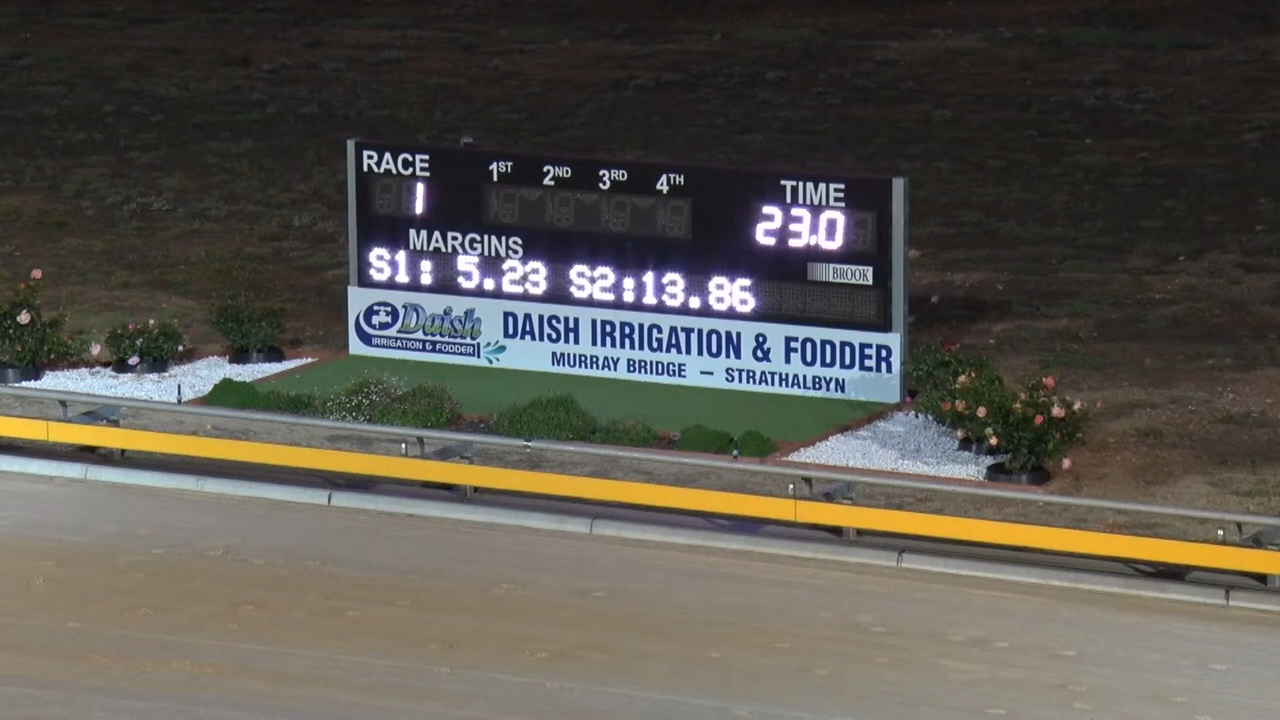 RACE 1ST 2ND 3RD 4TH TIME
1 23.0
MARGINS
BROOK
S1: 5.23 S2:13.86
Daish
IRRIGATION & FODDER
DAISH IRRIGATION & FODDER
MURRAY BRIDGE — STRATHALBYN